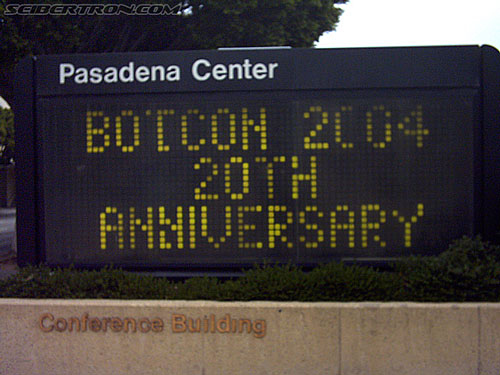 SEIBERTRON.COM
Pasadena Center
BOTCON 2004
20TH
ANNIVERSARY
Conference Building